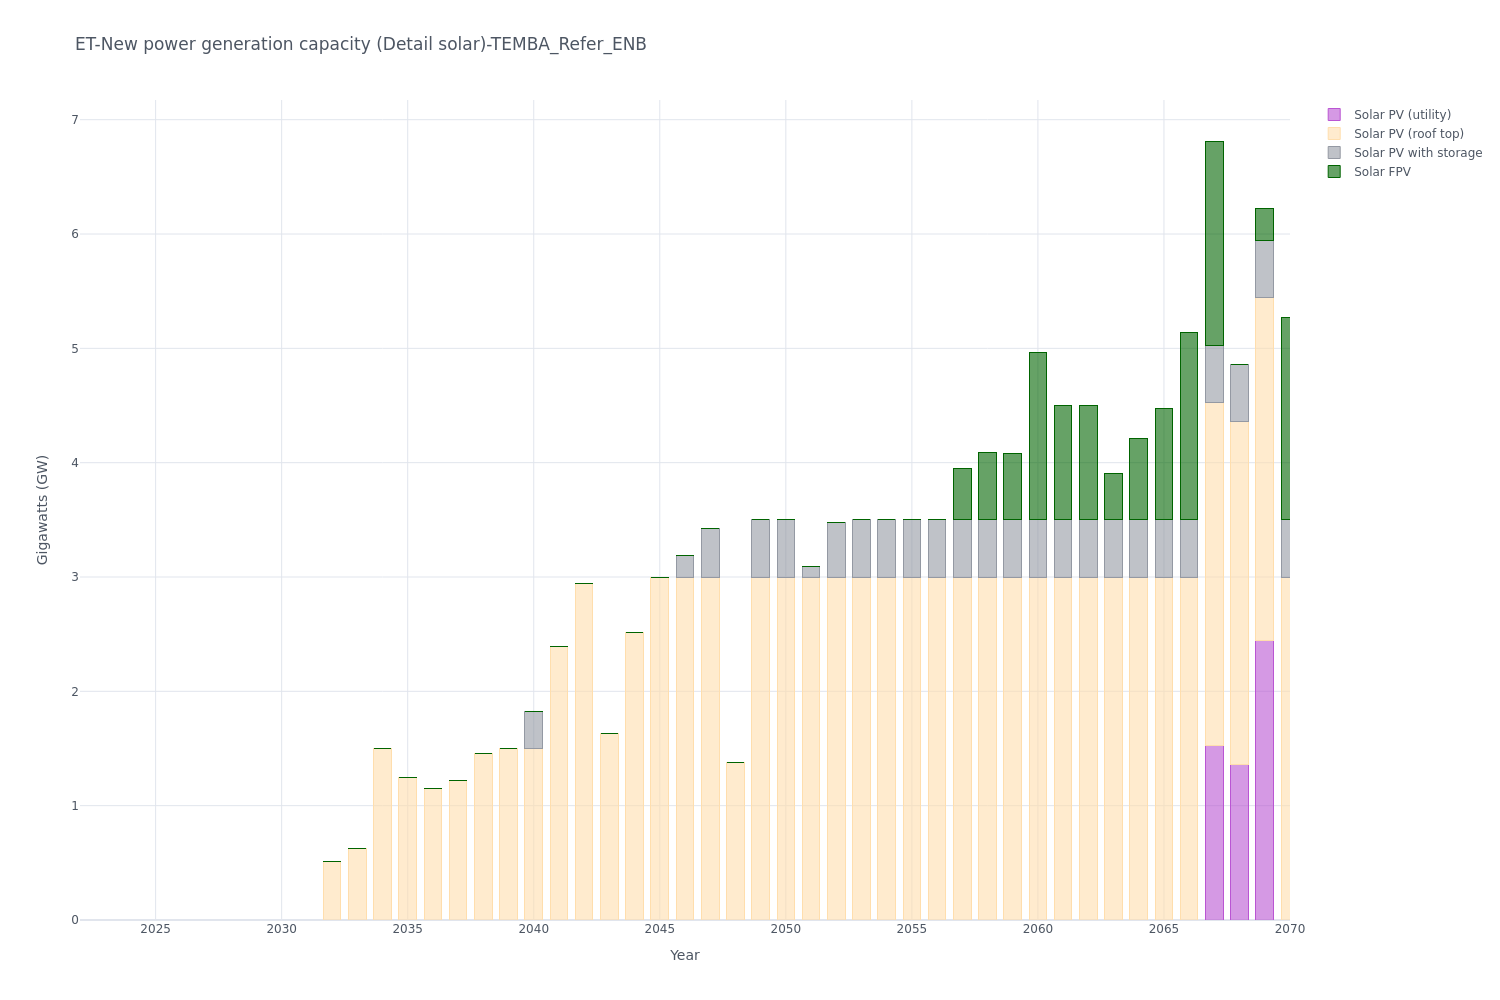 ET-New power generation capacity (Detail solar)-TEMBA_Refer_ENB
Solar PV (utility)
Solar PV (roof top)
Solar PV with storage
Solar FPV
7
6
5
4
3
2
1
0
Gigawatts (GW)
2025 2030 2035 2040 2045 2050 2055 2060 2065 2070
Year